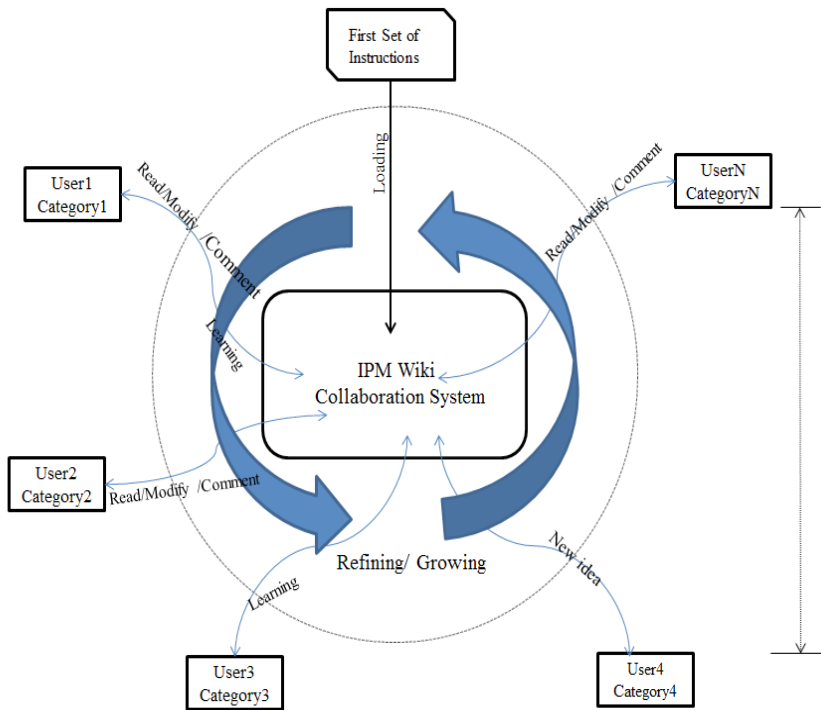 First Set of
Instructions
Loading
User1
Category1
Read/Modify /Comment
Learning
UserN
CategoryN
Read/Modify /Comment
IPM Wiki
Collaboration System
User2
Category2
Read/Modify /Comment
Refining/ Growing
Learning
New idea
User3
Category3
User4
Category4